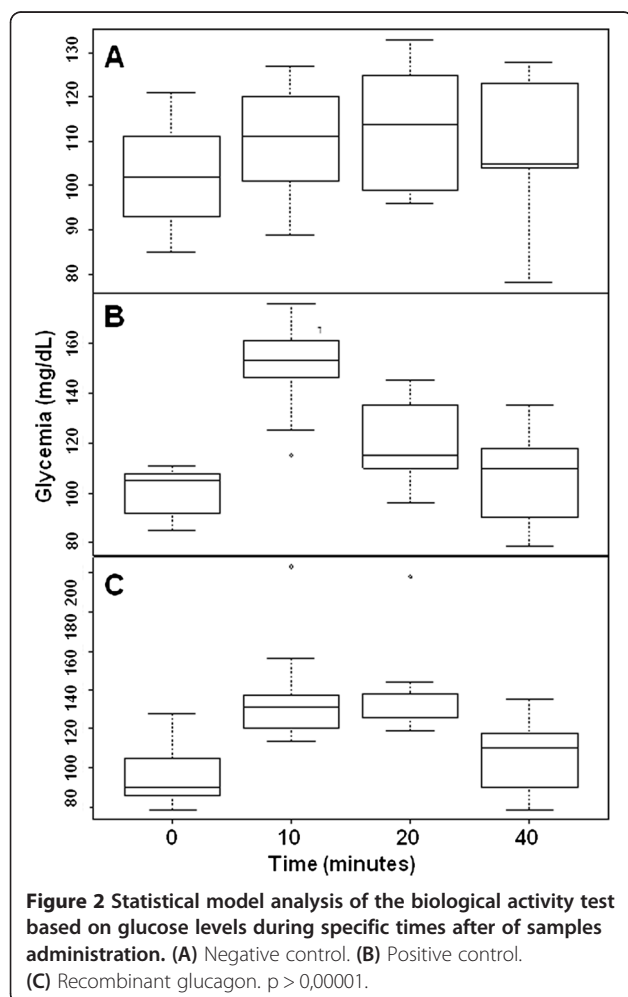 A
130
120
110
100
90
80
B
160
140
120
100
80
Glycemia (mg/dL)
C
200
180
160
140
130
100
80
0 10 20 40
Time (minutes)
Figure 2 Statistical model analysis of the biological activity test
based on glucose levels during specific times after of samples
administration. (A) Negative control. (B) Positive control.
(C) Recombinant glucagon. p > 0,00001.